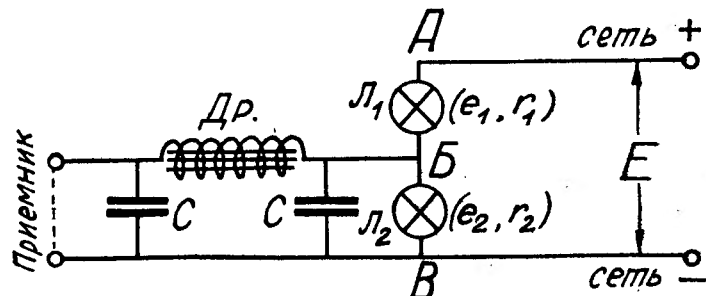 Д
сеть +
Л₁
(e₁, r₁)
Др.
Б
E
Приемник
C
C
Л₂
(e₂, r₂)
В
сеть —